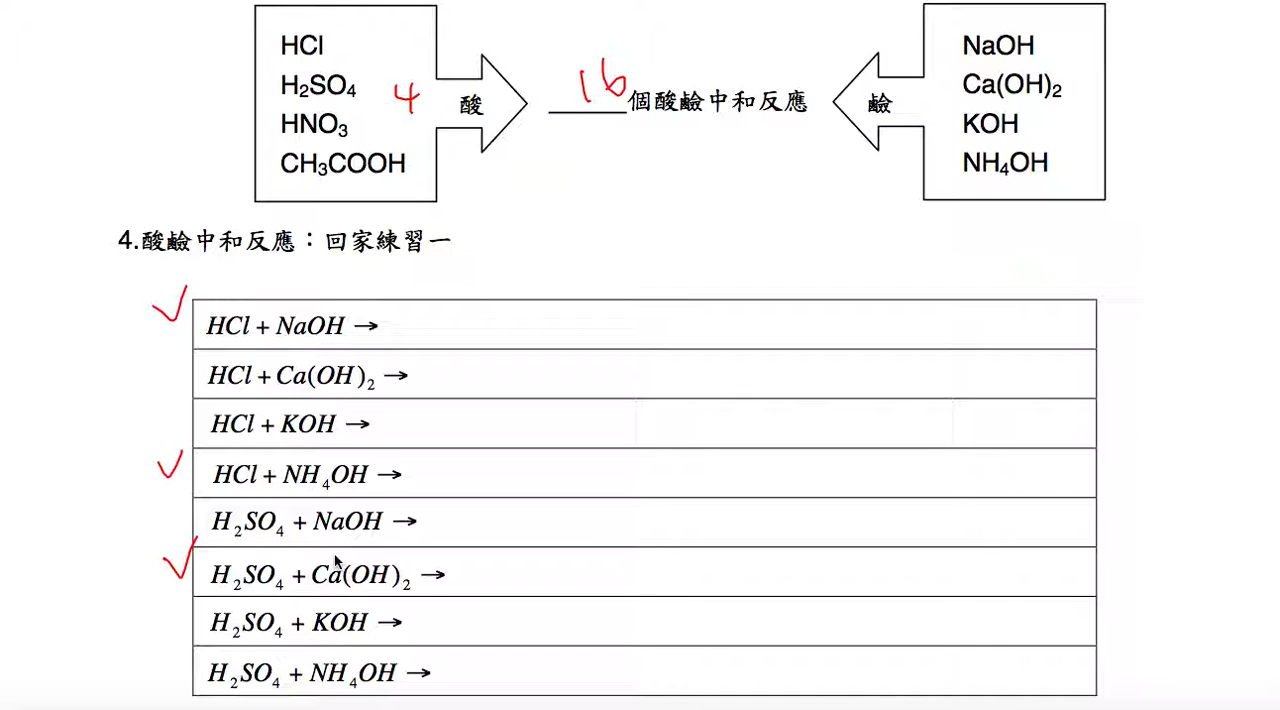 HCl
H₂SO₄
HNO₃
CH₃COOH
4
酸
16個酸鹼中和反應
鹼
NaOH
Ca(OH)₂
KOH
NH₄OH
4.酸鹼中和反應：回家練習一
HCl + NaOH →
HCl + Ca(OH)₂ →
HCl + KOH →
HCl + NH₄OH →
H₂SO₄ + NaOH →
H₂SO₄ + Ca(OH)₂ →
H₂SO₄ + KOH →
H₂SO₄ + NH₄OH →